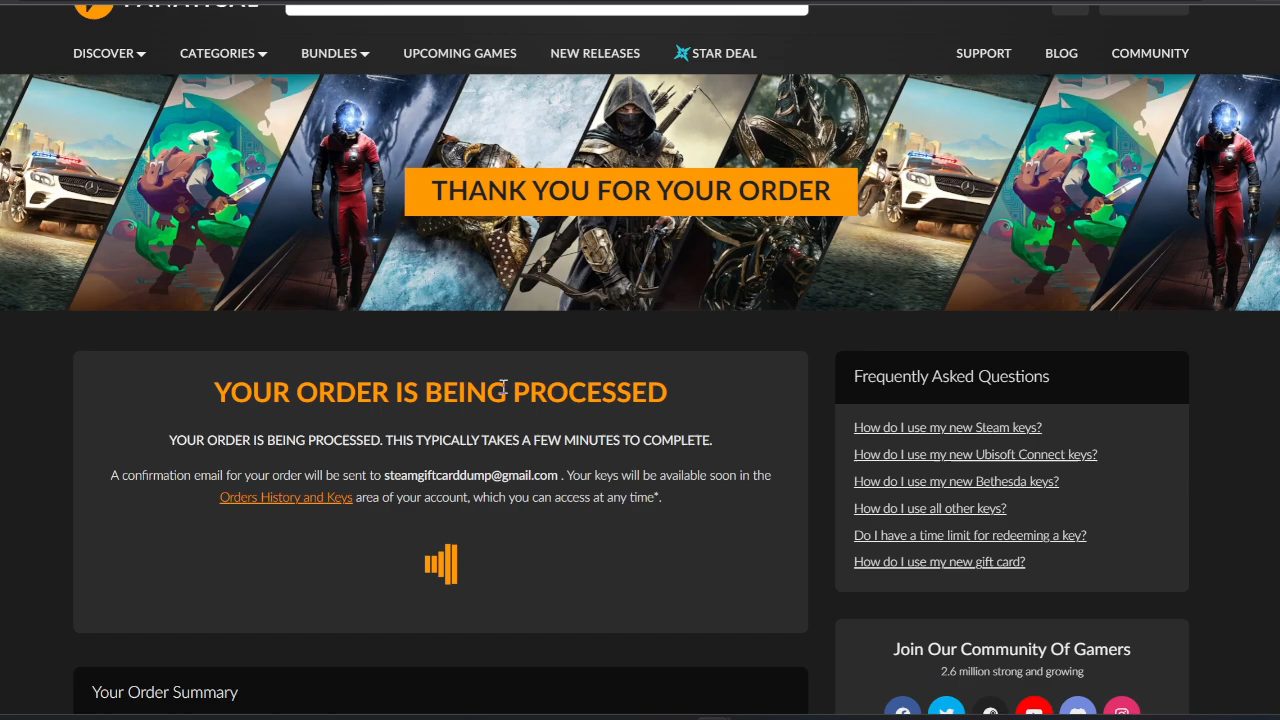 DISCOVER CATEGORIES BUNDLES UPCOMING GAMES NEW RELEASES STAR DEAL SUPPORT BLOG COMMUNITY
THANK YOU FOR YOUR ORDER
YOUR ORDER IS BEING PROCESSED
YOUR ORDER IS BEING PROCESSED. THIS TYPICALLY TAKES A FEW MINUTES TO COMPLETE.
A confirmation email for your order will be sent to steamgiftcarddump@gmail.com . Your keys will be available soon in the
Orders History and Keys area of your account, which you can access at any time*.
Your Order Summary
Frequently Asked Questions
How do I use my new Steam keys?
How do I use my new Ubisoft Connect keys?
How do I use my new Bethesda keys?
How do I use all other keys?
Do I have a time limit for redeeming a key?
How do I use my new gift card?
Join Our Community Of Gamers
2.6 million strong and growing